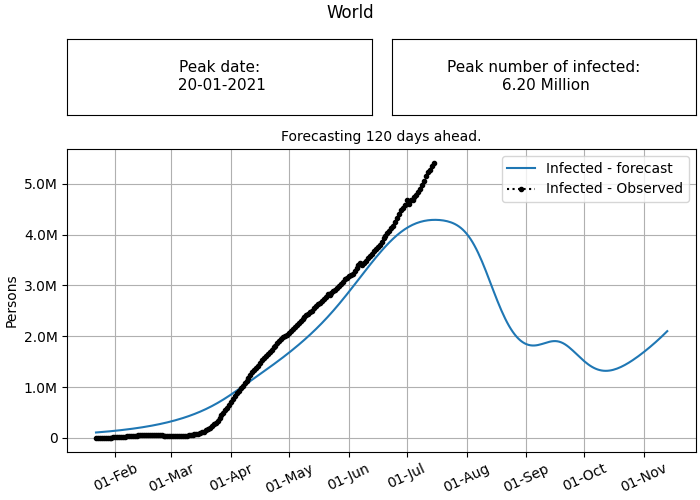 World
Peak date:
20-01-2021
Peak number of infected:
6.20 Million
Forecasting 120 days ahead.
Infected - forecast
Infected - Observed
Persons
5.0M
4.0M
3.0M
2.0M
1.0M
0
01-Feb
01-Mar
01-Apr
01-May
01-Jun
01-Jul
01-Aug
01-Sep
01-Oct
01-Nov